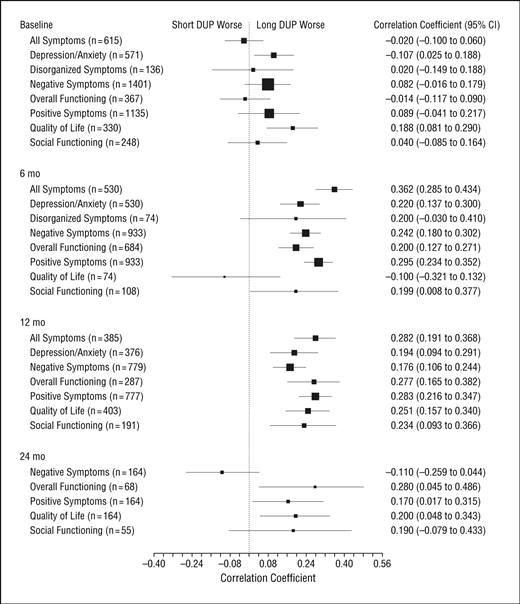 Baseline Short DUP Worse Long DUP Worse Correlation Coefficient (95% CI)
All Symptoms (n=615) −0.020 (−0.100 to 0.060)
Depression/Anxiety (n=571) −0.107 (0.025 to 0.188)
Disorganized Symptoms (n=136) 0.020 (−0.149 to 0.188)
Negative Symptoms (n=1401) 0.082 (−0.016 to 0.179)
Overall Functioning (n=367) −0.014 (−0.117 to 0.090)
Positive Symptoms (n=1135) 0.089 (−0.041 to 0.217)
Quality of Life (n=330) 0.188 (0.081 to 0.290)
Social Functioning (n=248) 0.040 (−0.085 to 0.164)
6 mo
All Symptoms (n=530) 0.362 (0.285 to 0.434)
Depression/Anxiety (n=530) 0.220 (0.137 to 0.300)
Disorganized Symptoms (n=74) 0.200 (−0.030 to 0.410)
Negative Symptoms (n=933) 0.242 (0.180 to 0.302)
Overall Functioning (n=684) 0.200 (0.127 to 0.271)
Positive Symptoms (n=933) 0.295 (0.234 to 0.352)
Quality of Life (n=74) −0.100 (−0.321 to 0.132)
Social Functioning (n=108) 0.199 (0.008 to 0.377)
12 mo
All Symptoms (n=385) 0.282 (0.191 to 0.368)
Depression/Anxiety (n=376) 0.194 (0.094 to 0.291)
Negative Symptoms (n=779) 0.176 (0.106 to 0.244)
Overall Functioning (n=287) 0.277 (0.165 to 0.382)
Positive Symptoms (n=777) 0.283 (0.216 to 0.347)
Quality of Life (n=403) 0.251 (0.157 to 0.340)
Social Functioning (n=191) 0.234 (0.093 to 0.366)
24 mo
Negative Symptoms (n=164) −0.110 (−0.259 to 0.044)
Overall Functioning (n=68) 0.280 (0.045 to 0.486)
Positive Symptoms (n=164) 0.170 (0.017 to 0.315)
Quality of Life (n=164) 0.200 (0.048 to 0.343)
Social Functioning (n=55) 0.190 (−0.079 to 0.433)
−0.40 −0.24 −0.08 0.08 0.24 0.40 0.56
Correlation Coefficient